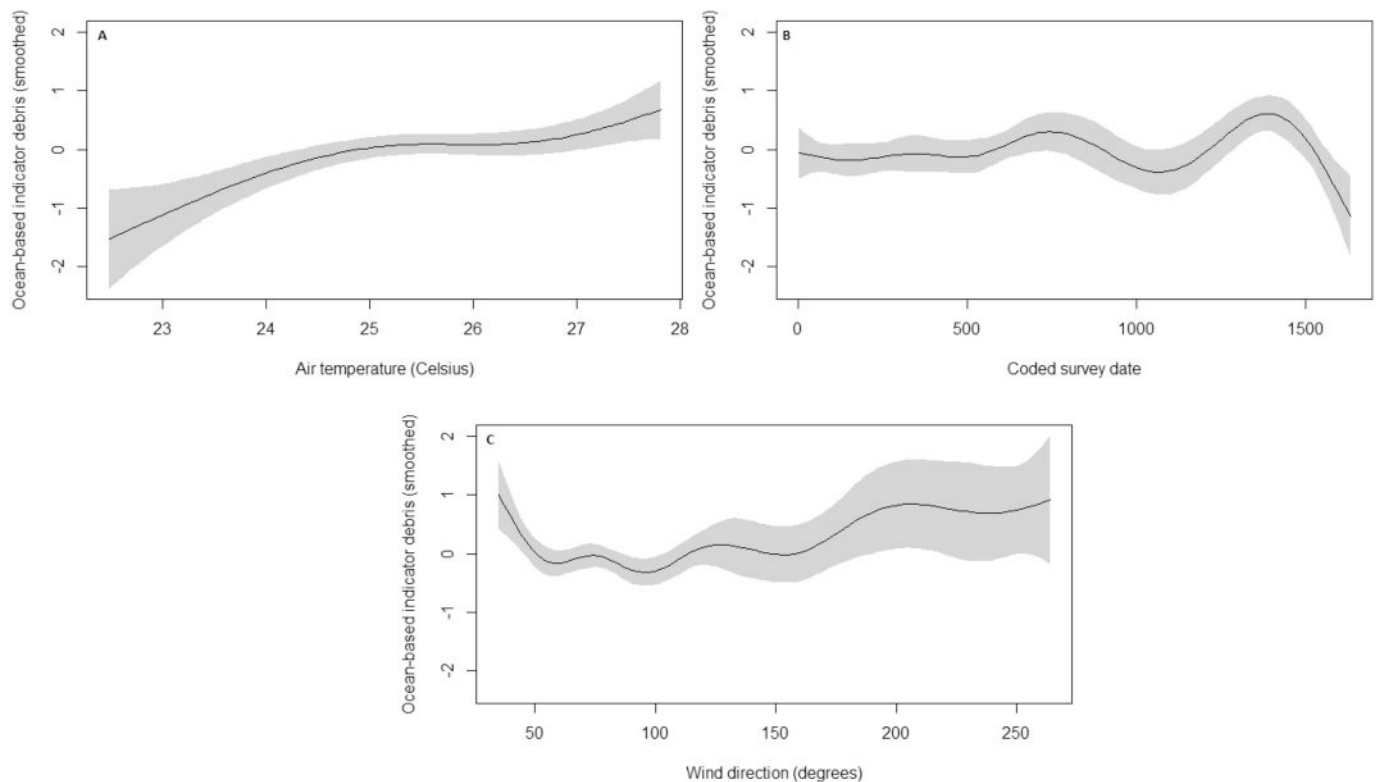 A
Ocean-based indicator debris (smoothed)
2
1
0
-1
-2
23 24 25 26 27 28
Air temperature (Celsius)
B
Ocean-based indicator debris (smoothed)
2
1
0
-1
-2
0 500 1000 1500
Coded survey date
C
Ocean-based indicator debris (smoothed)
2
1
0
-1
-2
50 100 150 200 250
Wind direction (degrees)